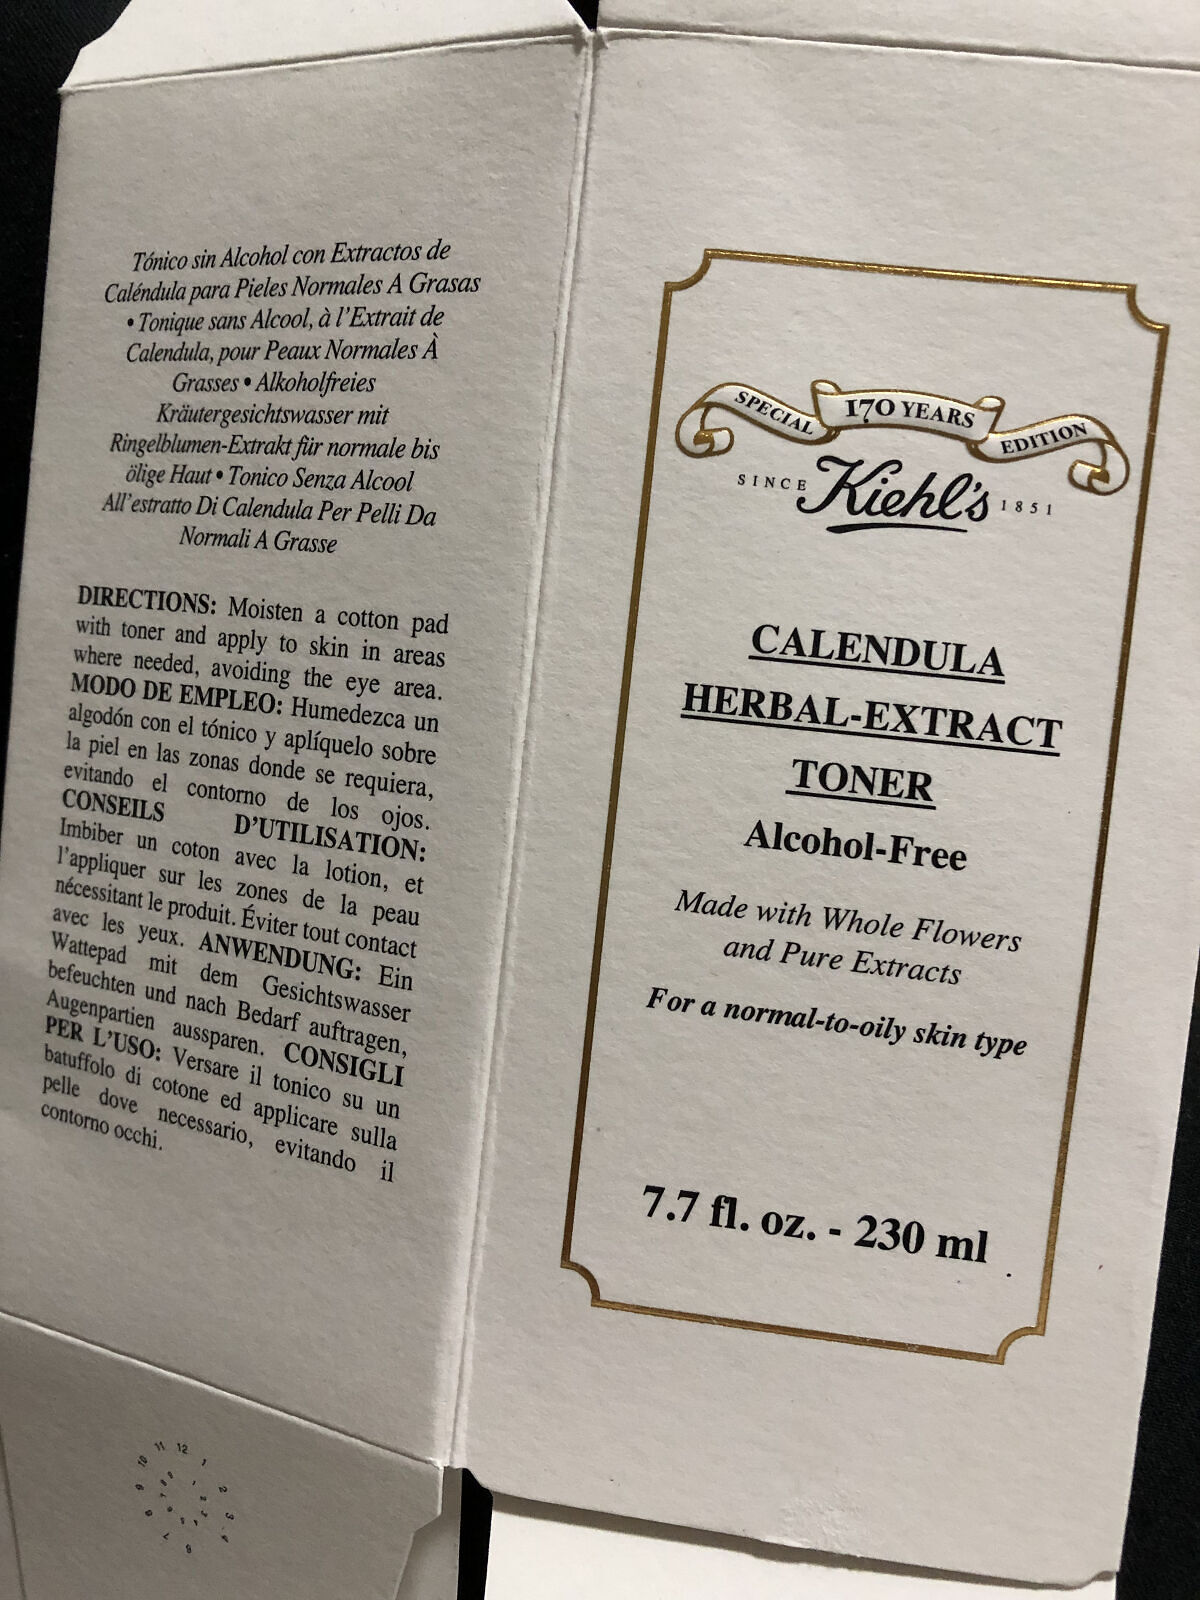 Tónico sin Alcohol con Extractos de
Caléndula para Pieles Normales A Grasas
• Tonique sans Alcool, à l'Extrait de
Calendula, pour Peaux Normales À
Grasses • Alkoholfreies
Kräutergesichtswasser mit
Ringelblumen-Extrakt für normale bis
ölige Haut • Tonico Senza Alcool
All'estratto Di Calendula Per Pelli Da
Normali A Grasse
DIRECTIONS: Moisten a cotton pad
with toner and apply to skin in areas
where needed, avoiding the eye area.
MODO DE EMPLEO: Humedezca un
algodón con el tónico y aplíquelo sobre
la piel en las zonas donde se requiera,
evitando el contorno de los ojos.
CONSEILS D'UTILISATION:
Imbiber un coton avec la lotion, et
l'appliquer sur les zones de la peau
nécessitant le produit. Éviter tout contact
avec les yeux. ANWENDUNG: Ein
Wattepad mit dem Gesichtswasser
befeuchten und nach Bedarf auftragen,
Augenpartien aussparen. CONSIGLI
PER L'USO: Versare il tonico su un
batuffolo di cotone ed applicare sulla
pelle dove necessario, evitando il
contorno occhi.
SPECIAL 170 YEARS EDITION
SINCE Kiehl's 1851
CALENDULA
HERBAL-EXTRACT
TONER
Alcohol-Free
Made with Whole Flowers
and Pure Extracts
For a normal-to-oily skin type
7.7 fl. oz. - 230 ml
11 12 1
10 2
9 3